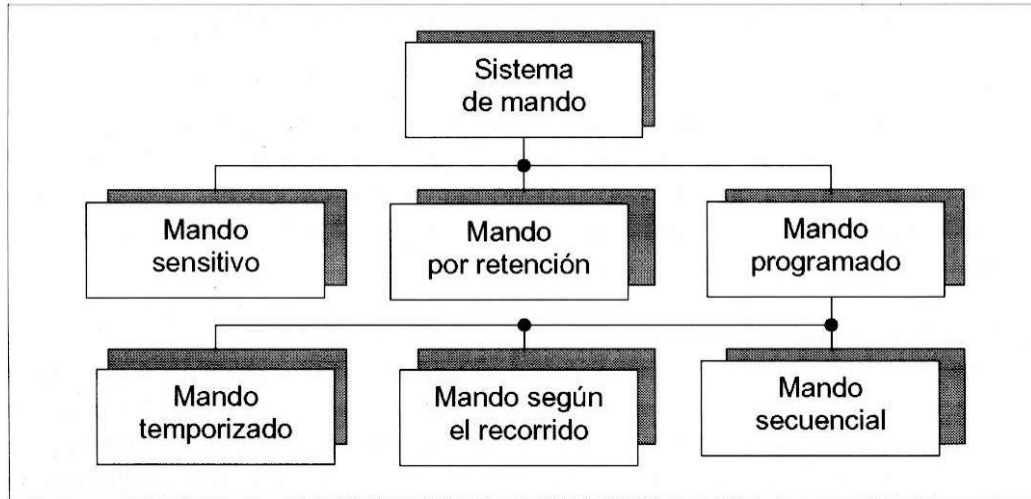 Sistema
de mando
Mando
sensitivo
Mando
por retención
Mando
programado
Mando
temporizado
Mando según
el recorrido
Mando
secuencial